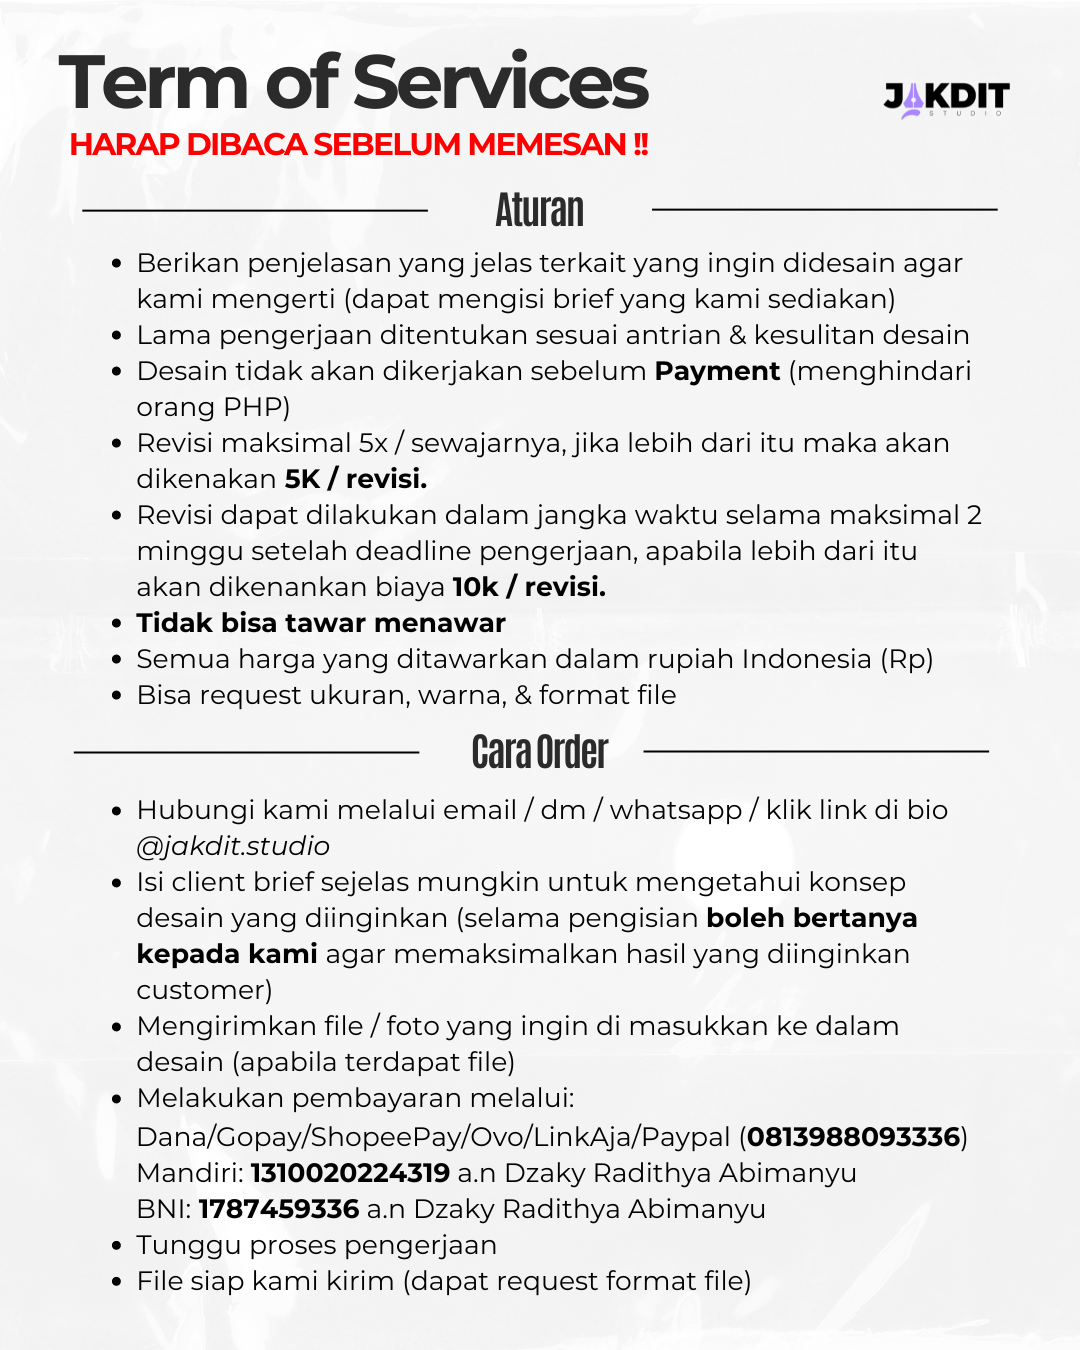 Term of Services
JAKDIT
STUDIO
HARAP DIBACA SEBELUM MEMESAN !!
Aturan
• Berikan penjelasan yang jelas terkait yang ingin didesain agar
kami mengerti (dapat mengisi brief yang kami sediakan)
• Lama pengerjaan ditentukan sesuai antrian & kesulitan desain
• Desain tidak akan dikerjakan sebelum Payment (menghindari
orang PHP)
• Revisi maksimal 5x / sewajarnya, jika lebih dari itu maka akan
dikenakan 5K / revisi.
• Revisi dapat dilakukan dalam jangka waktu selama maksimal 2
minggu setelah deadline pengerjaan, apabila lebih dari itu
akan dikenankan biaya 10k / revisi.
• Tidak bisa tawar menawar
• Semua harga yang ditawarkan dalam rupiah Indonesia (Rp)
• Bisa request ukuran, warna, & format file
Cara Order
• Hubungi kami melalui email / dm / whatsapp / klik link di bio
@jakdit.studio
• Isi client brief sejelas mungkin untuk mengetahui konsep
desain yang diinginkan (selama pengisian boleh bertanya
kepada kami agar memaksimalkan hasil yang diinginkan
customer)
• Mengirimkan file / foto yang ingin di masukkan ke dalam
desain (apabila terdapat file)
• Melakukan pembayaran melalui:
Dana/Gopay/ShopeePay/Ovo/LinkAja/Paypal (0813988093336)
Mandiri: 1310020224319 a.n Dzaky Radithya Abimanyu
BNI: 1787459336 a.n Dzaky Radithya Abimanyu
• Tunggu proses pengerjaan
• File siap kami kirim (dapat request format file)